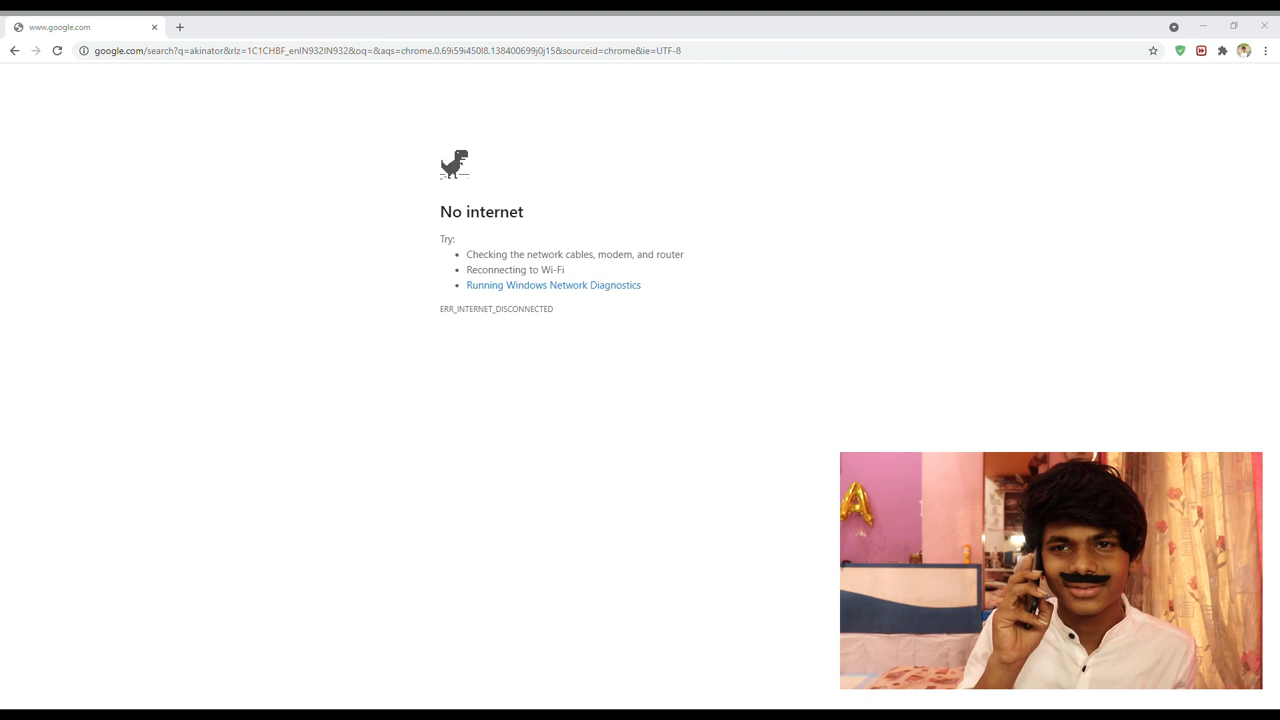 www.google.com
google.com/search?q=akinator&rlz=1C1CHBF_enIN932IN932&oq=&aqs=chrome.0.69i59i450l8.138400699j0j15&sourceid=chrome&ie=UTF-8
No internet
Try:
Checking the network cables, modem, and router
Reconnecting to Wi-Fi
Running Windows Network Diagnostics
ERR_INTERNET_DISCONNECTED
A